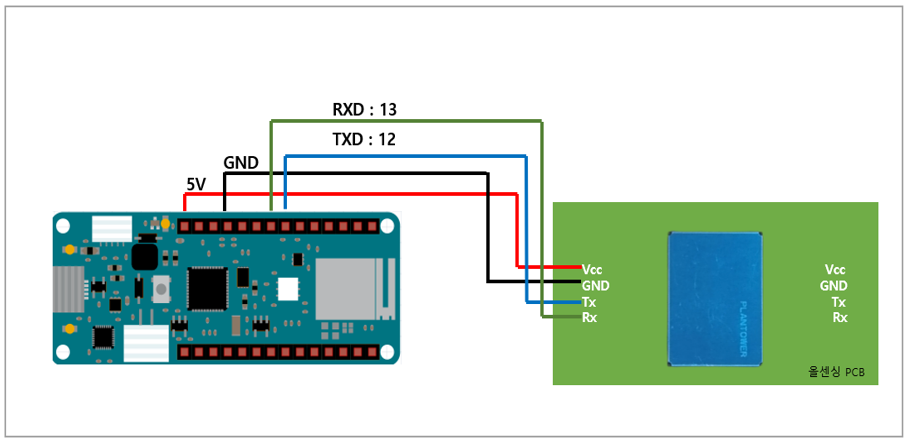 RXD : 13
TXD : 12
GND
5V
Vcc
GND
Tx
Rx
PLANTOWER
Vcc
GND
Tx
Rx
올센싱 PCB